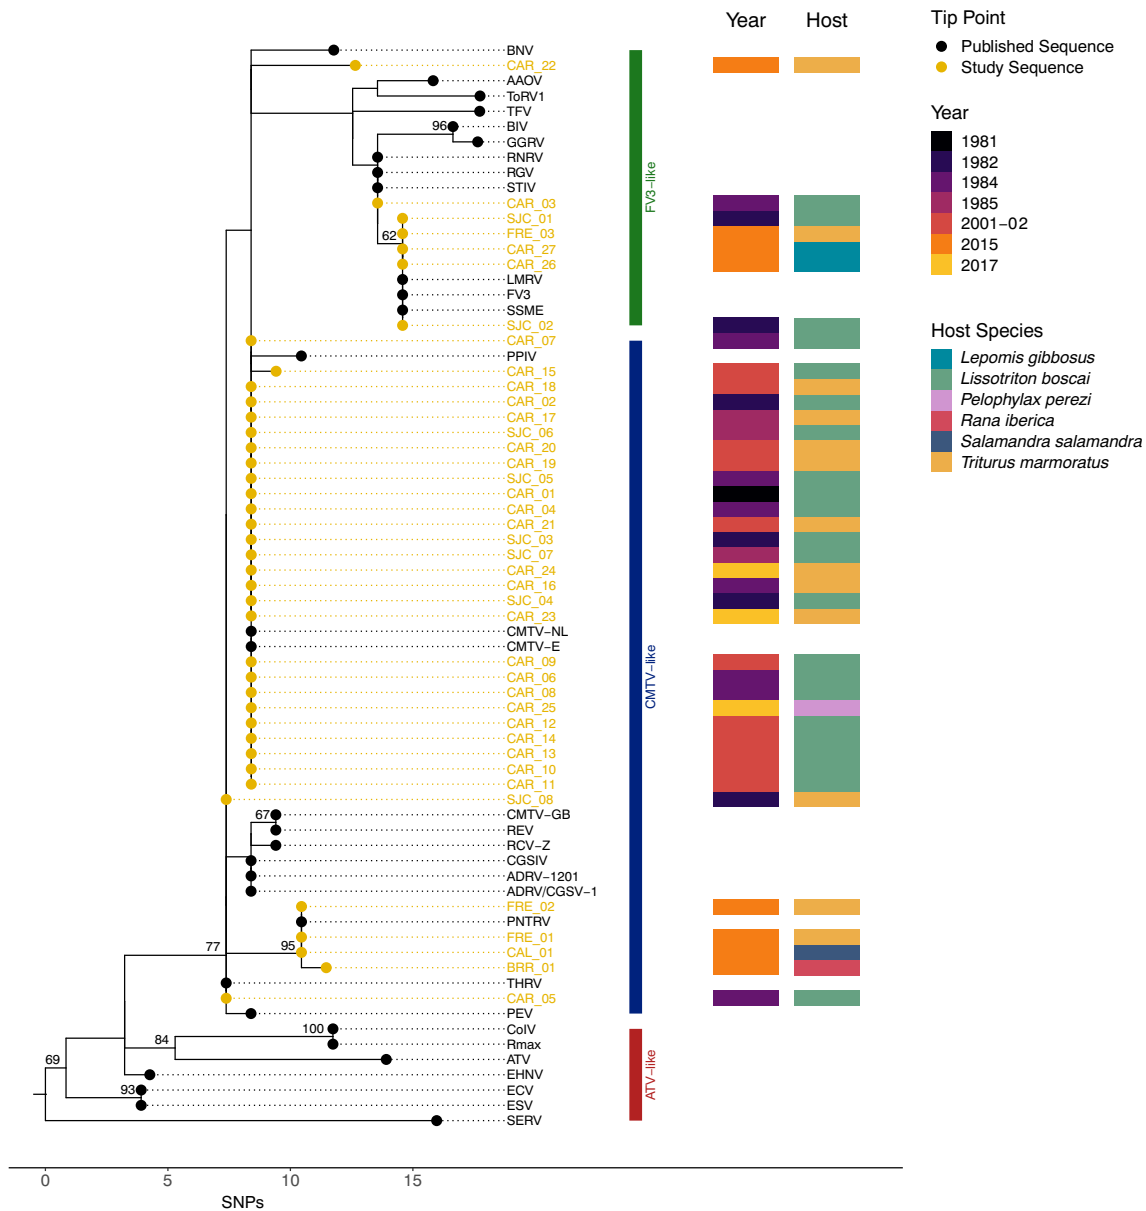 Year Host
Tip Point
Published Sequence
Study Sequence
Year
1981
1982
1984
1985
2001-02
2015
2017
Host Species
Lepomis gibbosus
Lissotriton boscai
Pelophylax perezi
Rana iberica
Salamandra salamandra
Triturus marmoratus
BNV
CAR_22
AAOV
ToRV1
TFV
96 BIV
GGRV
RNRV
RGV
STIV
CAR_03
SJC_01
62 FRE_03
CAR_27
CAR_26
LMRV
FV3
SSME
SJC_02
CAR_07
PPIV
CAR_15
CAR_18
CAR_02
CAR_17
SJC_06
CAR_20
CAR_19
SJC_05
CAR_01
CAR_04
CAR_21
SJC_03
SJC_07
CAR_24
CAR_16
SJC_04
CAR_23
CMTV-NL
CMTV-E
CAR_09
CAR_06
CAR_08
CAR_25
CAR_12
CAR_14
CAR_13
CAR_10
CAR_11
SJC_08
67 CMTV-GB
REV
RCV-Z
CGSIV
ADRV-1201
ADRV/CGSV-1
FRE_02
PNTRV
FRE_01
77 95 CAL_01
BRR_01
THRV
CAR_05
PEV
100 CoIV
84 Rmax
69 ATV
EHNV
93 ECV
ESV
SERV
FV3-like
CMTV-like
ATV-like
0 5 10 15
SNPs